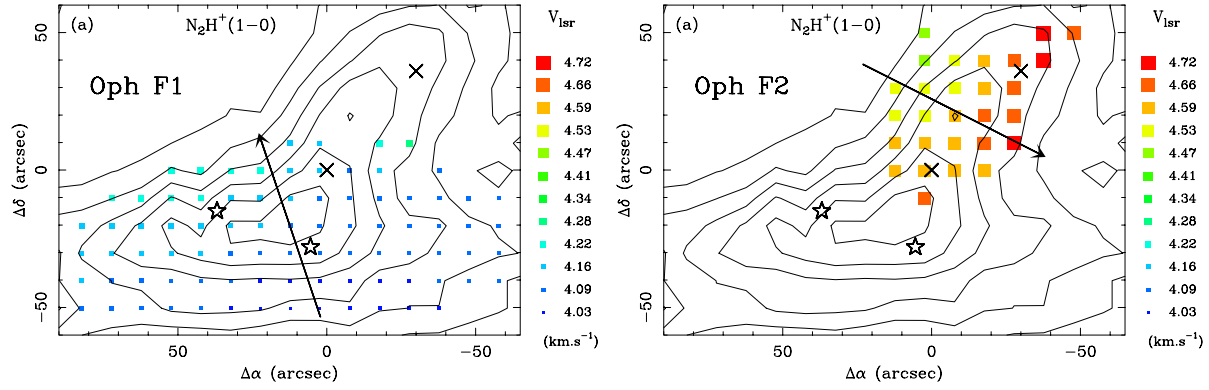 (a) N₂H⁺(1−0) V_lsr
Oph F1
50
0
−50
Δδ (arcsec)
4.72
4.66
4.59
4.53
4.47
4.41
4.34
4.28
4.22
4.16
4.09
4.03
(km.s⁻¹)
50 0 −50
Δα (arcsec)
(a) N₂H⁺(1−0) V_lsr
Oph F2
50
0
−50
Δδ (arcsec)
4.72
4.66
4.59
4.53
4.47
4.41
4.34
4.28
4.22
4.16
4.09
4.03
(km.s⁻¹)
50 0 −50
Δα (arcsec)